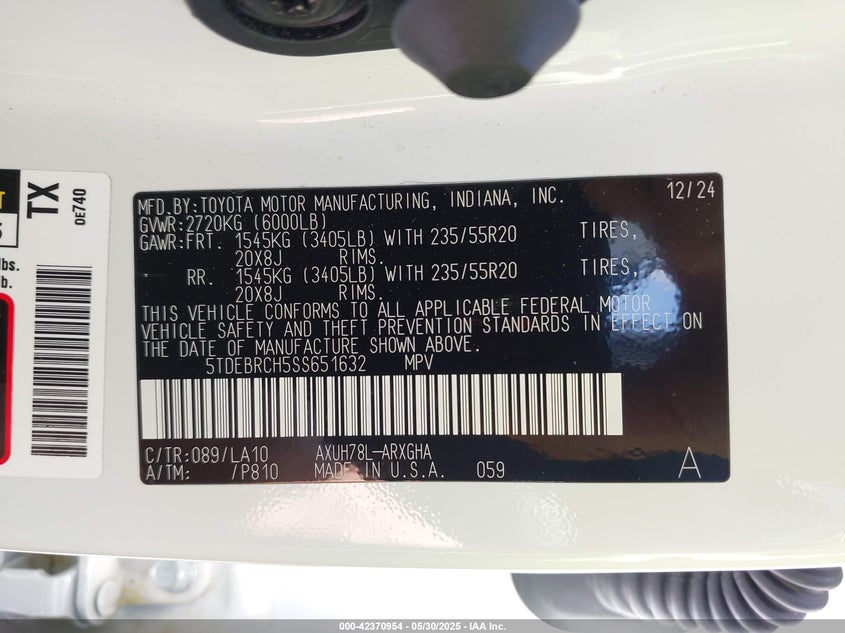 MFD.BY:TOYOTA MOTOR MANUFACTURING, INDIANA, INC. 12/24
GVWR:2720KG (6000LB)
GAWR:FRT. 1545KG (3405LB) WITH 235/55R20 TIRES,
20X8J RIMS.
RR. 1545KG (3405LB) WITH 235/55R20 TIRES,
20X8J RIMS.
THIS VEHICLE CONFORMS TO ALL APPLICABLE FEDERAL MOTOR
VEHICLE SAFETY AND THEFT PREVENTION STANDARDS IN EFFECT ON
THE DATE OF MANUFACTURE SHOWN ABOVE.
5TDEBRCH5SS651632 MPV
C/TR:089/LA10 AXUH78L-ARXGHA
A/TM: /P810 MADE IN U.S.A. 059 A
TX
0E740
lbs.
lb.
000-42370954 - 05/30/2025 - IAA Inc.